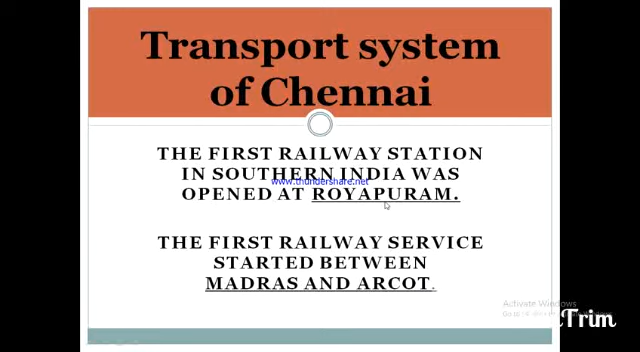 Transport system
of Chennai
THE FIRST RAILWAY STATION
IN SOUTHERN INDIA WAS
www.thundershare.net
OPENED AT ROYAPURAM.
THE FIRST RAILWAY SERVICE
STARTED BETWEEN
MADRAS AND ARCOT.
Activate Windows
Trim